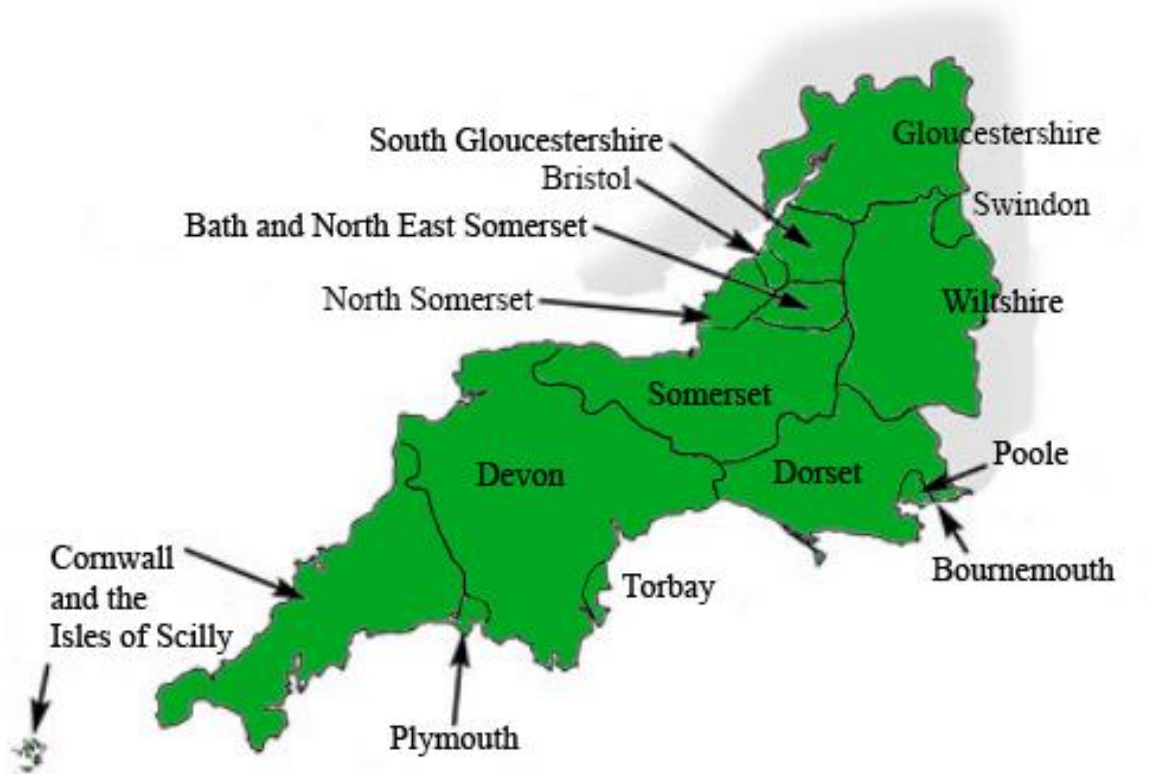 Gloucestershire
South Gloucestershire
Bristol
Swindon
Bath and North East Somerset
North Somerset
Wiltshire
Somerset
Poole
Devon
Dorset
Cornwall
and the
Isles of Scilly
Bournemouth
Torbay
Plymouth